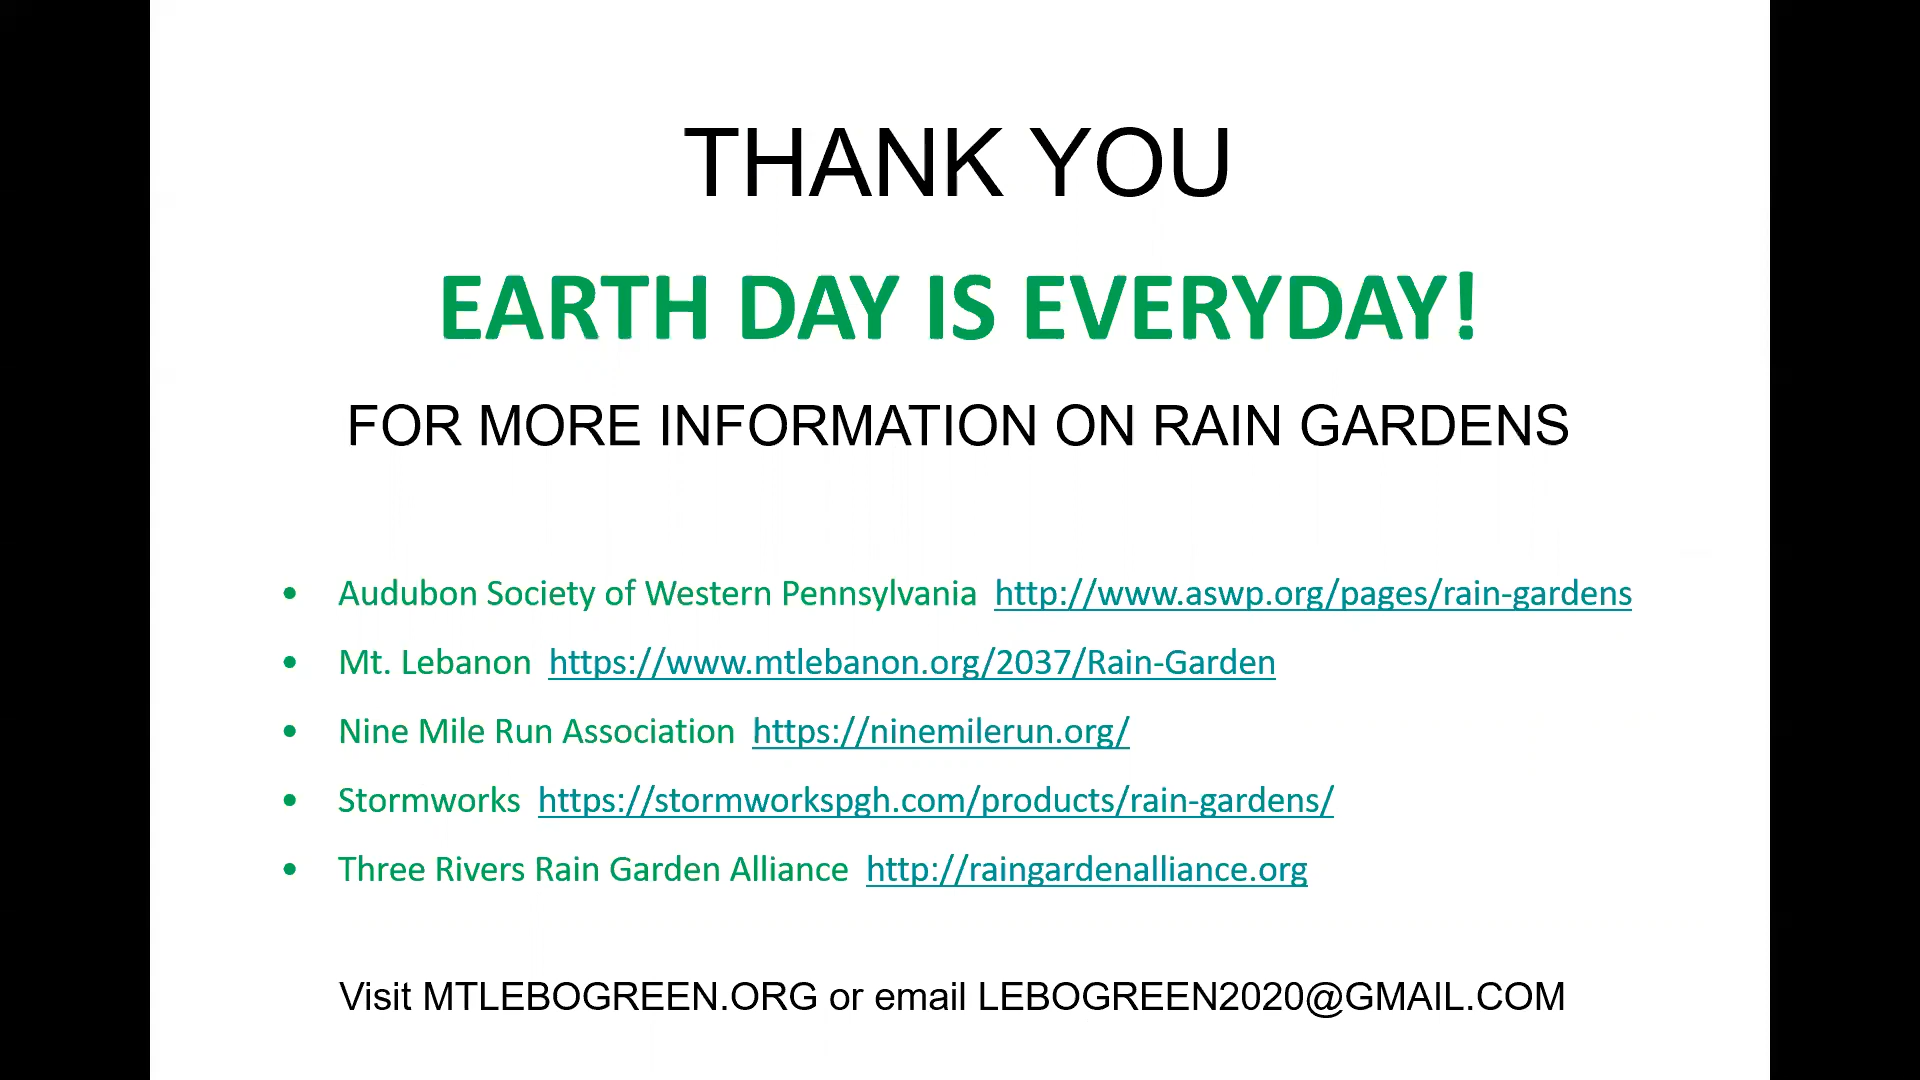 THANK YOU
EARTH DAY IS EVERYDAY!
FOR MORE INFORMATION ON RAIN GARDENS
• Audubon Society of Western Pennsylvania http://www.aswp.org/pages/rain-gardens
• Mt. Lebanon https://www.mtlebanon.org/2037/Rain-Garden
• Nine Mile Run Association https://ninemilerun.org/
• Stormworks https://stormworkspgh.com/products/rain-gardens/
• Three Rivers Rain Garden Alliance http://raingardenalliance.org
Visit MTLEBOGREEN.ORG or email LEBOGREEN2020@GMAIL.COM